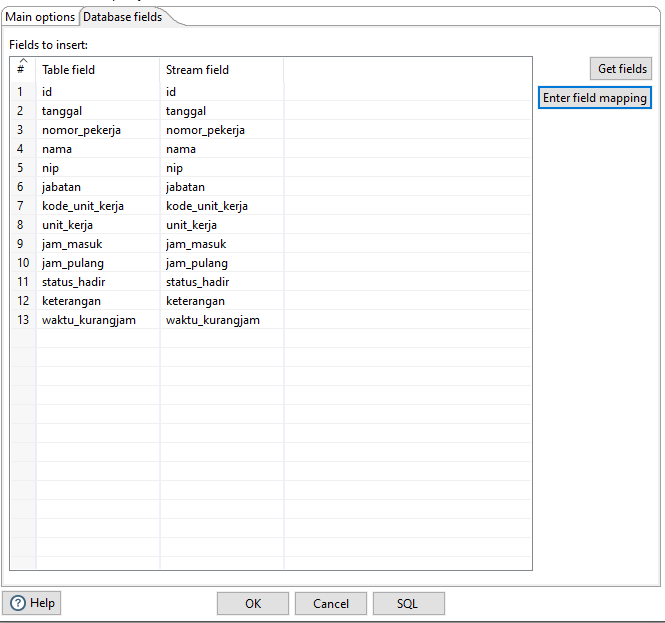 Main options Database fields
Fields to insert:
# Table field Stream field
Get fields
1 id id
Enter field mapping
2 tanggal tanggal
3 nomor_pekerja nomor_pekerja
4 nama nama
5 nip nip
6 jabatan jabatan
7 kode_unit_kerja kode_unit_kerja
8 unit_kerja unit_kerja
9 jam_masuk jam_masuk
10 jam_pulang jam_pulang
11 status_hadir status_hadir
12 keterangan keterangan
13 waktu_kurangjam waktu_kurangjam
Help OK Cancel SQL